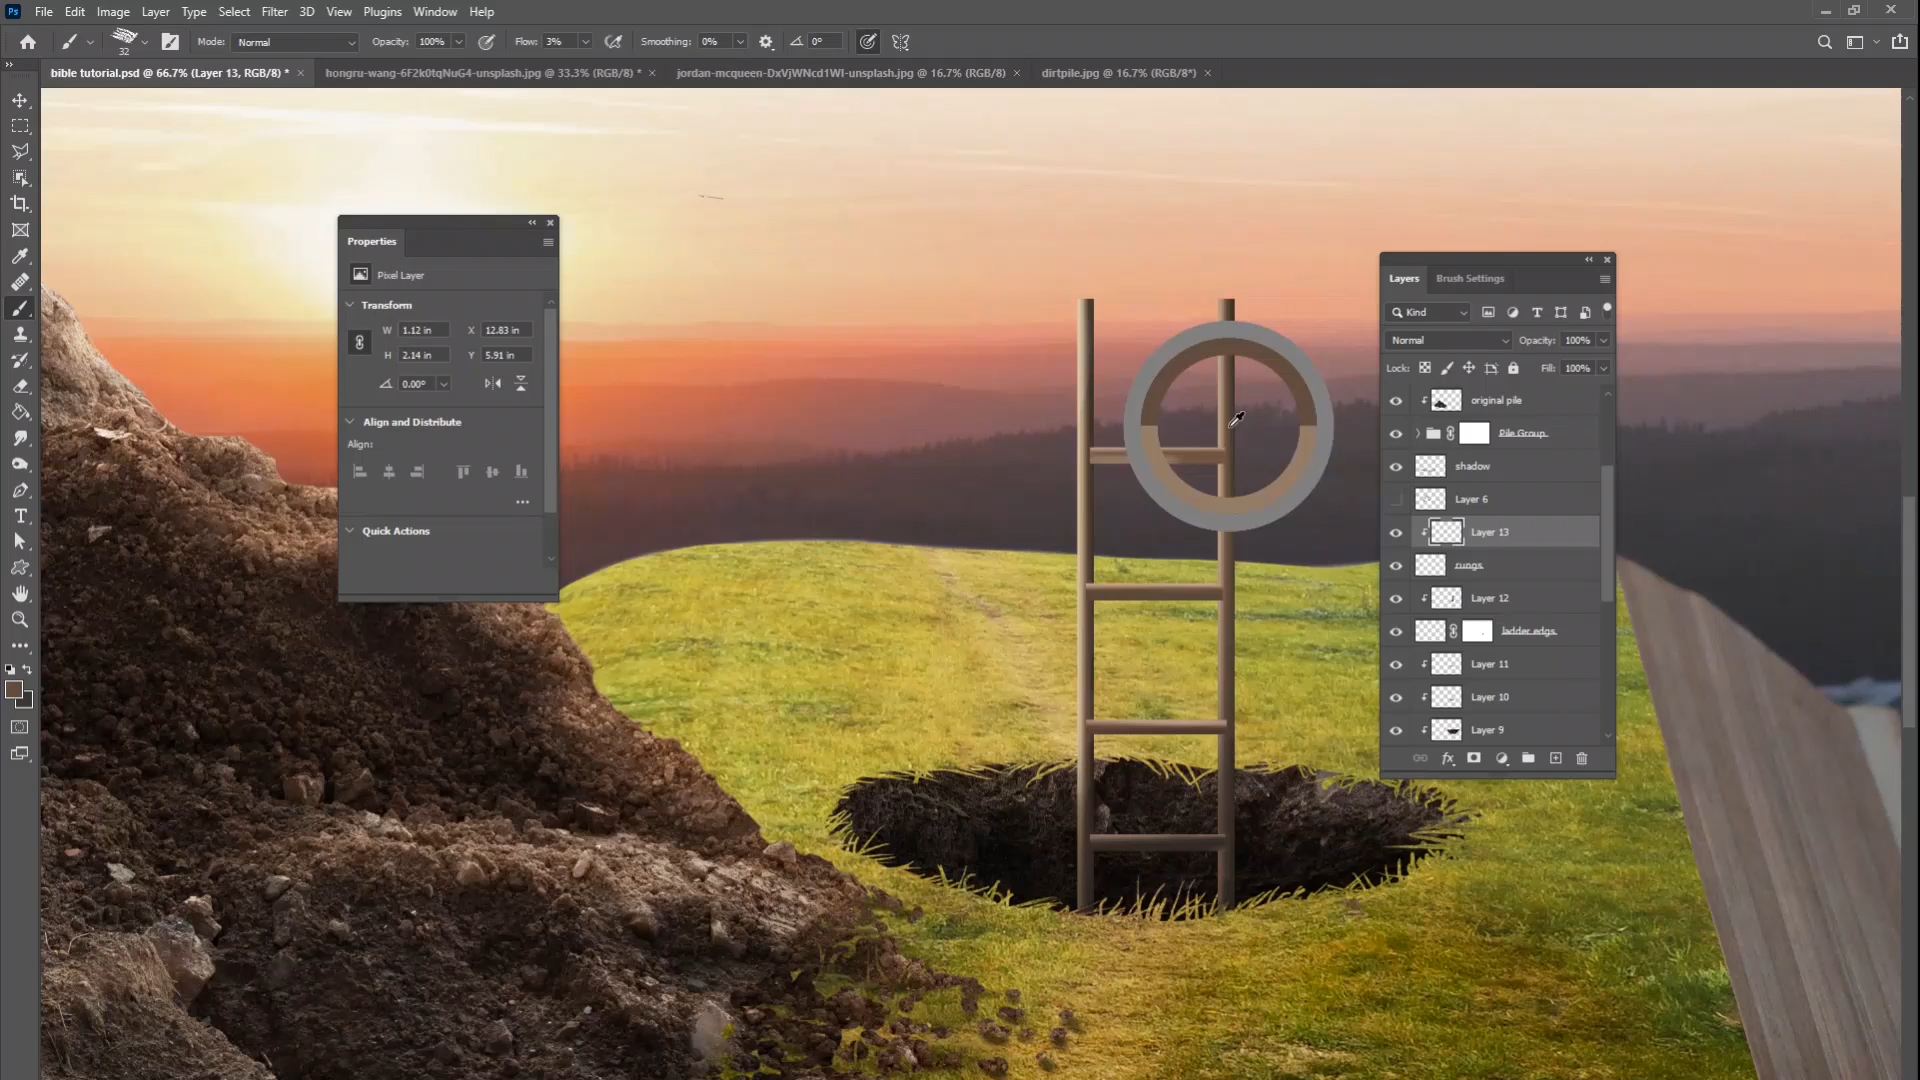 Ps File Edit Image Layer Type Select Filter 3D View Plugins Window Help
32 Mode: Normal Opacity: 100% Flow: 3% Smoothing: 0% 0°
bible tutorial.psd @ 66.7% (Layer 13, RGB/8) * hongru-wang-6F2k0tqNuG4-unsplash.jpg @ 33.3% (RGB/8) * jordan-mcqueen-DxVjWNcd1WI-unsplash.jpg @ 16.7% (RGB/8) dirtpile.jpg @ 16.7% (RGB/8*)
Properties
Pixel Layer
Transform
W 1.12 in X 12.83 in
H 2.14 in Y 5.91 in
0.00°
Align and Distribute
Align:
Quick Actions
Layers Brush Settings
Kind
Normal Opacity: 100%
Lock: Fill: 100%
original pile
Pile Group
shadow
Layer 6
Layer 13
rungs
Layer 12
ladder edgs
Layer 11
Layer 10
Layer 9
fx